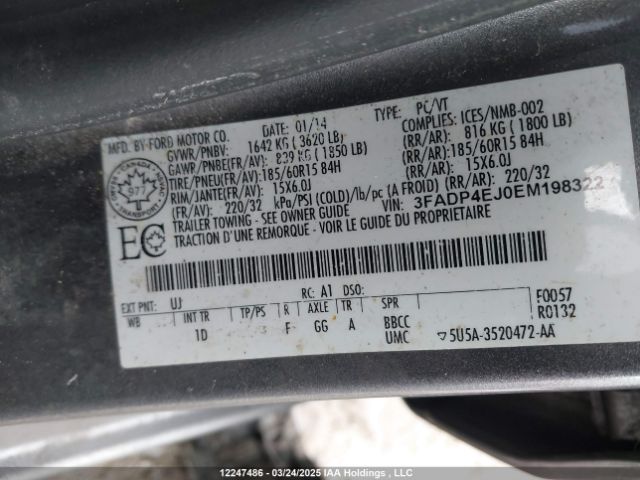 MFD. BY FORD MOTOR CO. DATE: 01/14 TYPE: PC/VT
GVWR/PNBV: 1642 KG ( 3620 LB) COMPLIES: ICES/NMB-002
GAWR/PNBE(FR/AV): 839 KG ( 1850 LB) (RR/AR): 816 KG ( 1800 LB)
TIRE/PNEU(FR/AV):185/60R15 84H (RR/AR):185/60R15 84H
RIM/JANTE(FR/AV): 15X6.0J (RR/AR): 15X6.0J
(FR/AV): 220/32 kPa/PSI (COLD)/lb/pc (A FROID) (RR/AR): 220/32
TRAILER TOWING - SEE OWNER GUIDE VIN: 3FADP4EJ0EM198322
TRACTION D'UNE REMORQUE - VOIR LE GUIDE DU PROPRIETAIRE
CANADA
977
TRANSPORT
EC
EXT PNT: UJ RC: A1 DSO: F0057
WB INT TR TP/PS R AXLE TR SPR R0132
1D F GG A BBCC
UMC 5U5A-3520472-AA
12247486 - 03/24/2025 IAA Holdings , LLC